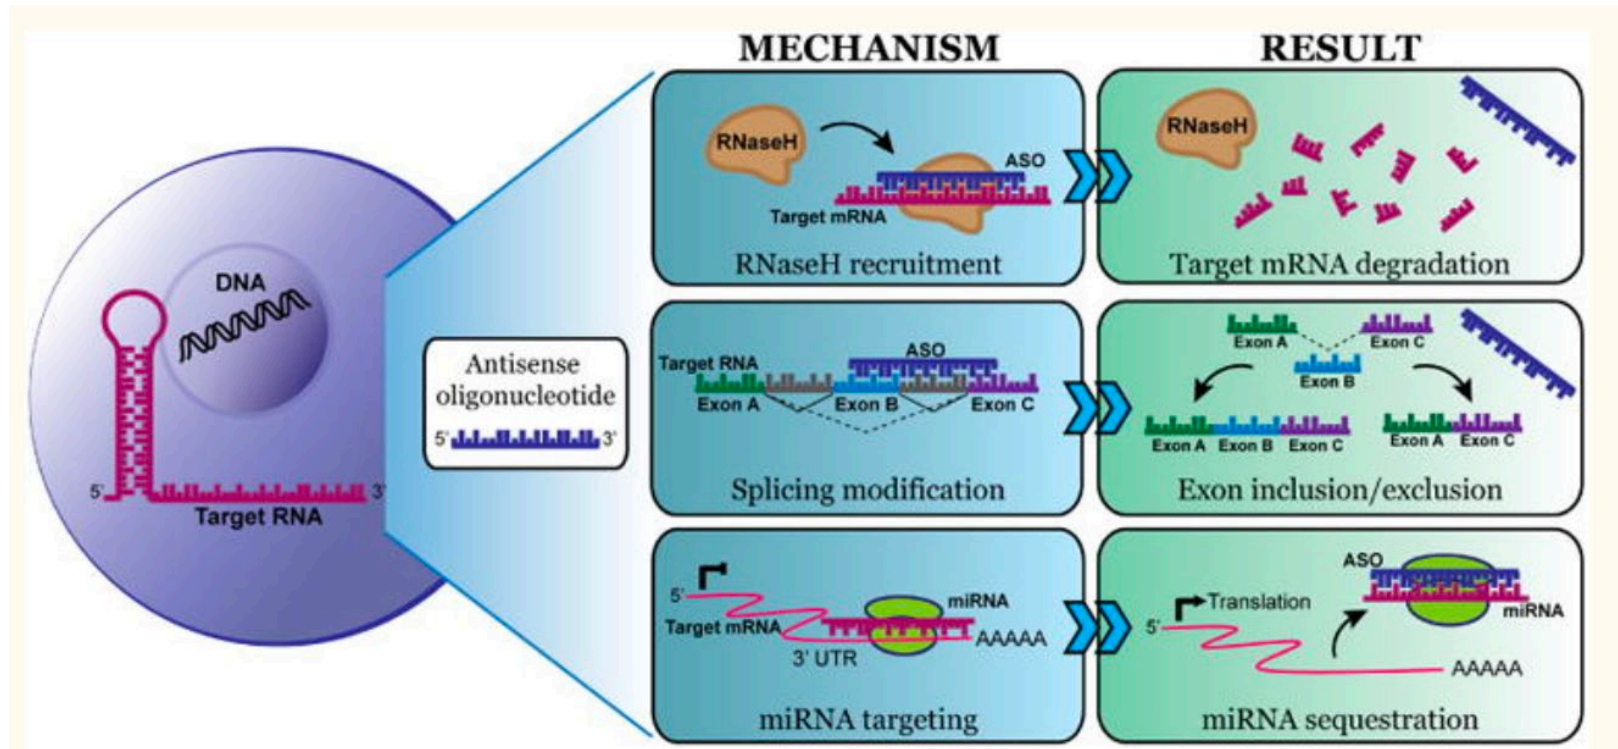 MECHANISM
RESULT
DNA
5'
3'
Target RNA
Antisense
oligonucleotide
5'
3'
RNaseH
ASO
Target mRNA
RNaseH recruitment
RNaseH
Target mRNA degradation
Target RNA
ASO
Exon A
Exon B
Exon C
Splicing modification
Exon A
Exon C
Exon B
Exon A
Exon B
Exon C
Exon A
Exon C
Exon inclusion/exclusion
5'
miRNA
Target mRNA
AAAAA
3' UTR
miRNA targeting
ASO
Translation
miRNA
5'
AAAAA
miRNA sequestration